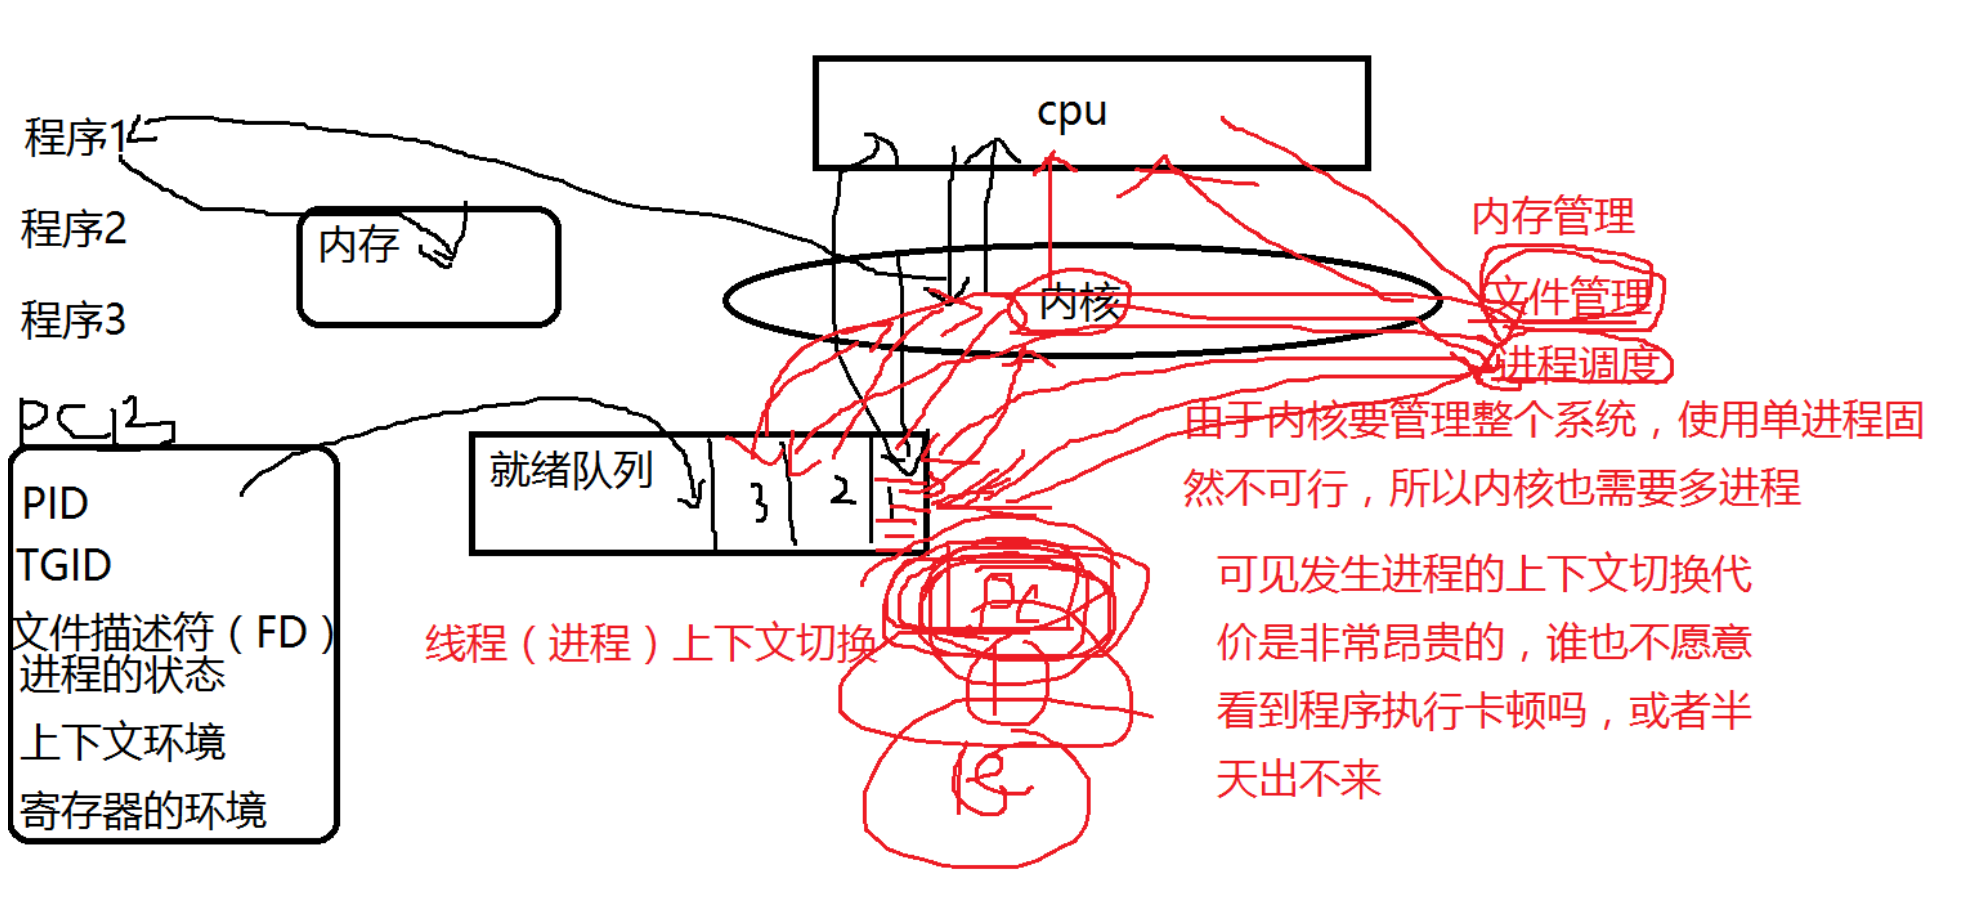 cpu
程序1
程序2
程序3
内存
内核
内存管理
文件管理
进程调度
就绪队列
3
2
1
PID
TGID
文件描述符（FD）
进程的状态
上下文环境
寄存器的环境
线程（进程）上下文切换
由于内核要管理整个系统，使用单进程固
然不可行，所以内核也需要多进程
可见发生进程的上下文切换代
价是非常昂贵的，谁也不愿意
看到程序执行卡顿吗，或者半
天出不来